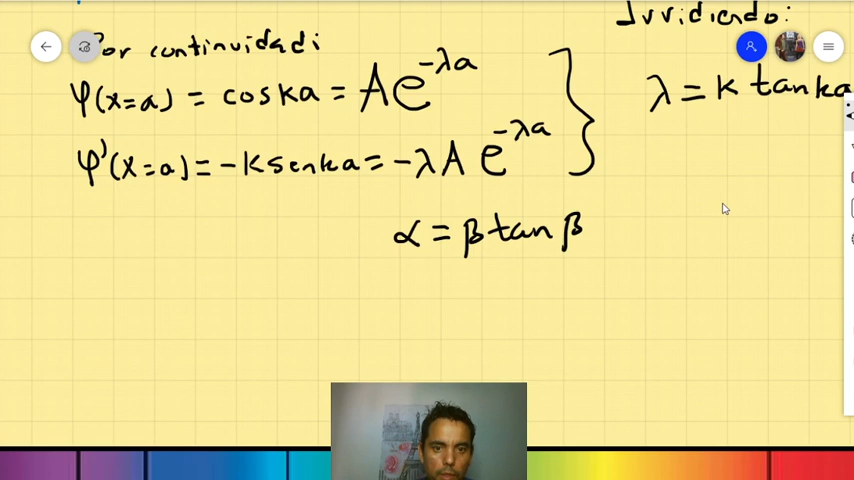 Dividiendo:
Por continuidad:
φ(x=a) = coska = Ae^-λa
λ = k tanka
φ'(x=a) = -ksenka = -λA e^-λa
α = β tan β